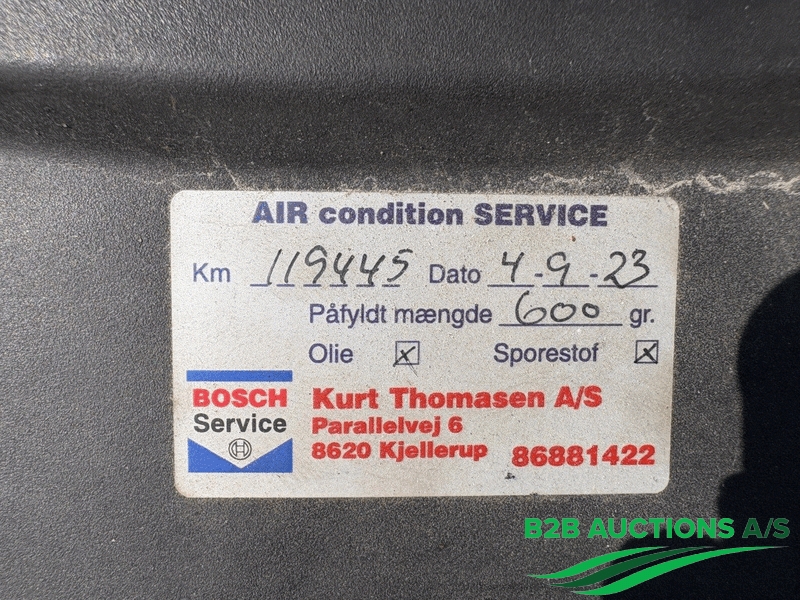 AIR condition SERVICE
Km 119445 Dato 4-9-23
Påfyldt mængde 600 gr.
Olie ☒ Sporestof ☒
BOSCH
Service
Kurt Thomasen A/S
Parallelvej 6
8620 Kjellerup 86881422
B2B AUCTIONS A/S